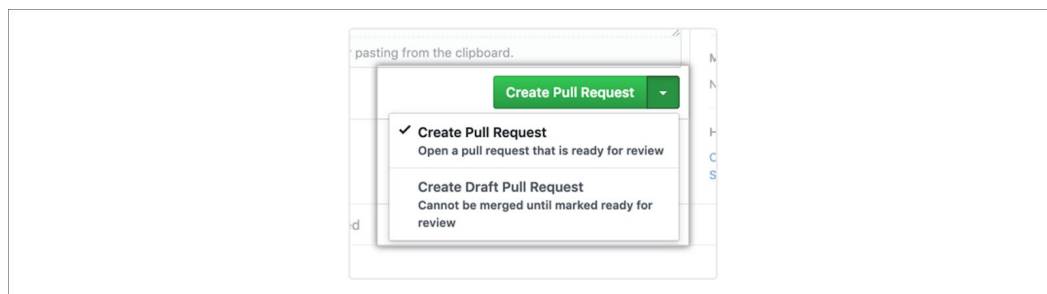 pasting from the clipboard.
Create Pull Request
Create Pull Request
Open a pull request that is ready for review
Create Draft Pull Request
Cannot be merged until marked ready for
review